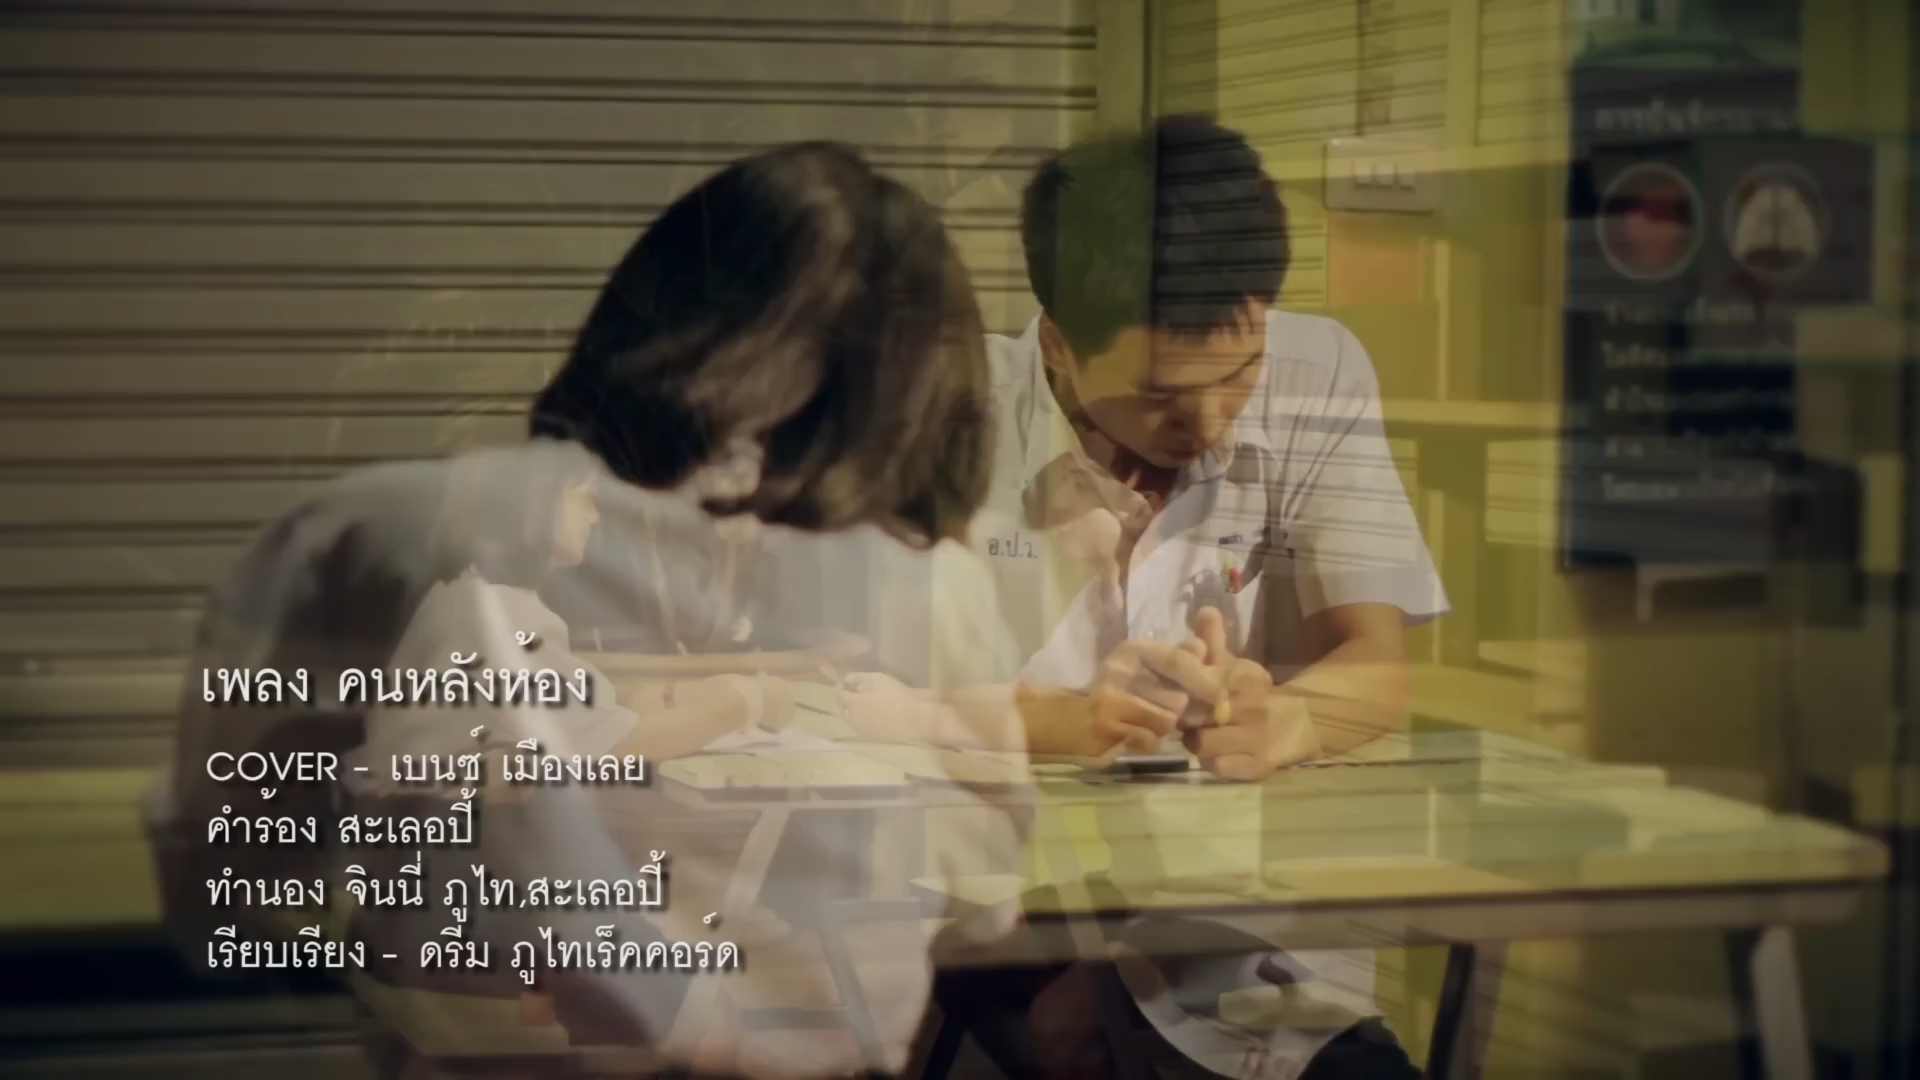 อ.ป.ว.
เพลง คนหลังห้อง
COVER - เบนซ์ เมืองเลย
คำร้อง สะเลอปี้
ทำนอง จินนี่ ภูไท,สะเลอปี้
เรียบเรียง - ดรีม ภูไทเร็คคอร์ด